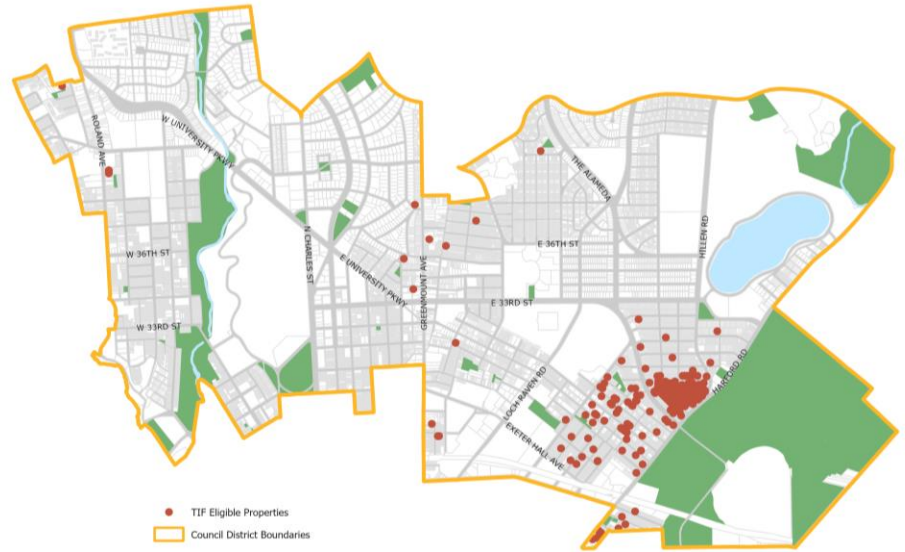 ROLAND AVE
W UNIVERSITY PKWY
THE ALAMEDA
HILLEN RD
W 36TH ST
N CHARLES ST
E UNIVERSITY PKWY
GREENMOUNT AVE
E 36TH ST
E 33RD ST
W 33RD ST
LOCH RAVEN RD
HARFORD RD
EXETER HALL AVE
TIF Eligible Properties
Council District Boundaries